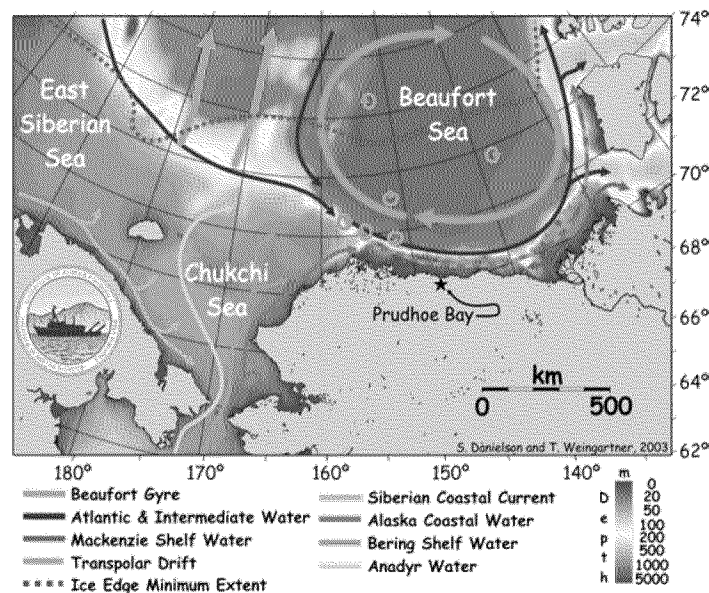 74°
East
Siberian
Sea
Beaufort
Sea
72°
70°
68°
Chukchi
Sea
Prudhoe Bay
66°
km
0 500
64°
S. Danielson and T. Weingartner, 2003
62°
180° 170° 160° 150° 140°
Beaufort Gyre
Atlantic & Intermediate Water
Mackenzie Shelf Water
Transpolar Drift
Ice Edge Minimum Extent
Siberian Coastal Current
Alaska Coastal Water
Bering Shelf Water
Anadyr Water
Depth
m
0
20
50
100
200
500
1000
5000